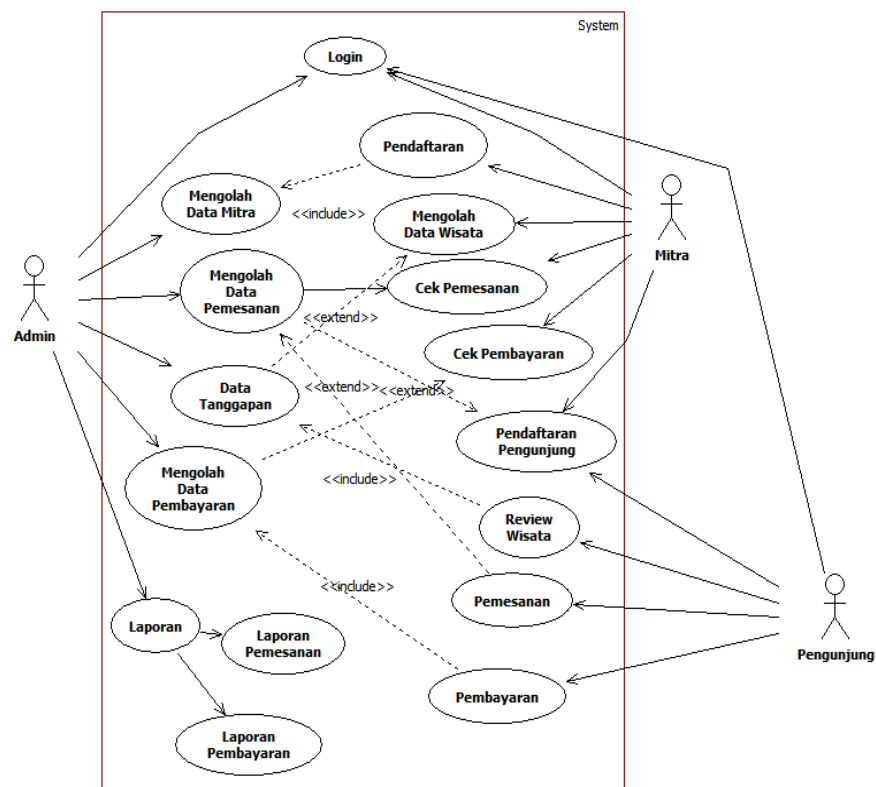 System
Login
Pendaftaran
Mengolah
Data Mitra
<<include>>
Mengolah
Data Wisata
Mitra
Mengolah
Data
Pemesanan
Cek Pemesanan
Admin
<<extend>>
Cek Pembayaran
Data
Tanggapan
<<extend>>
<<extend>>
Pendaftaran
Pengunjung
Mengolah
Data
Pembayaran
<<include>>
Review
Wisata
<<include>>
Pemesanan
Laporan
Laporan
Pemesanan
Pengunjung
Pembayaran
Laporan
Pembayaran